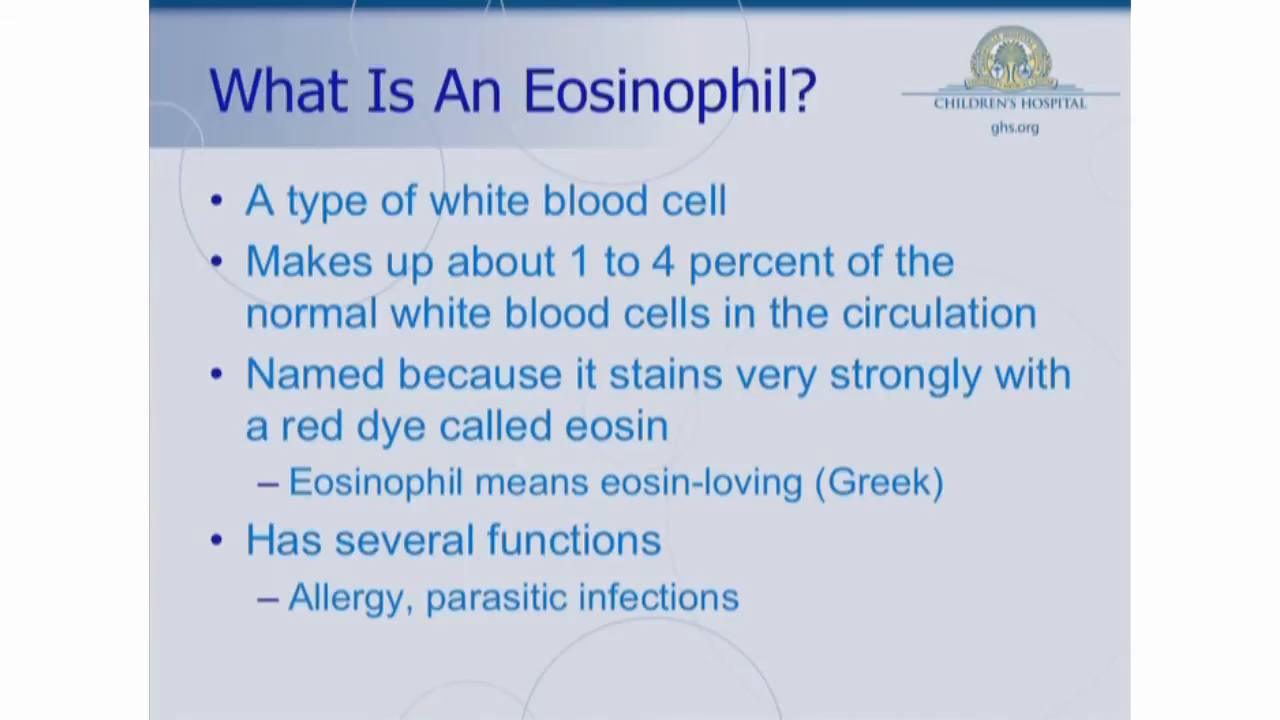 What Is An Eosinophil?
CHILDREN'S HOSPITAL
ghs.org
• A type of white blood cell
• Makes up about 1 to 4 percent of the
normal white blood cells in the circulation
• Named because it stains very strongly with
a red dye called eosin
– Eosinophil means eosin-loving (Greek)
• Has several functions
– Allergy, parasitic infections